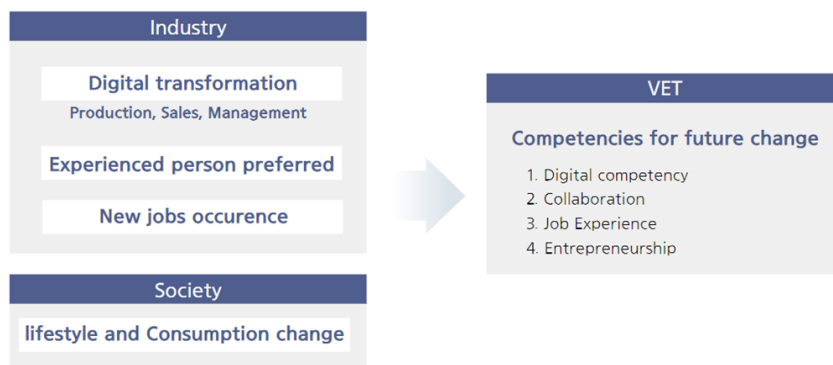 Industry
Digital transformation
Production, Sales, Management
Experienced person preferred
New jobs occurence
Society
lifestyle and Consumption change
VET
Competencies for future change
1. Digital competency
2. Collaboration
3. Job Experience
4. Entrepreneurship